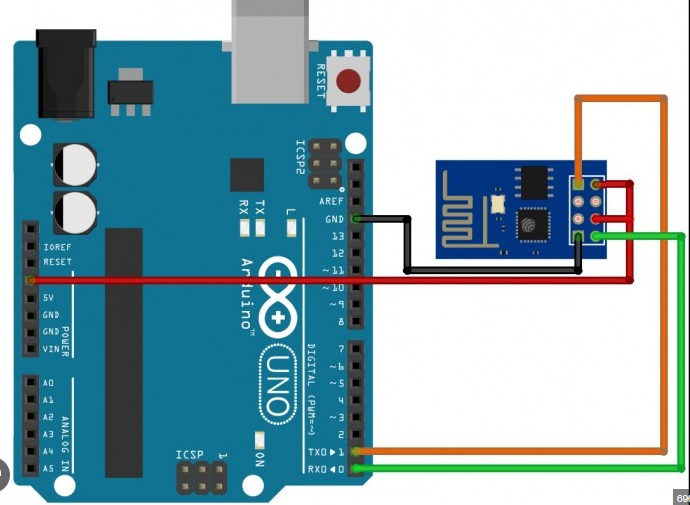 RESET
ICSP2
AREF
GND
13
12
~11
~10
~9
8
RX
TX
L
IOREF
RESET
5V
GND
GND
VIN
POWER
Arduino™
UNO
DIGITAL (PWM=~)
7
~6
~5
4
~3
2
TX0▶1
RX0◀0
A0
A1
A2
A3
A4
A5
ANALOG IN
ICSP
1
ON